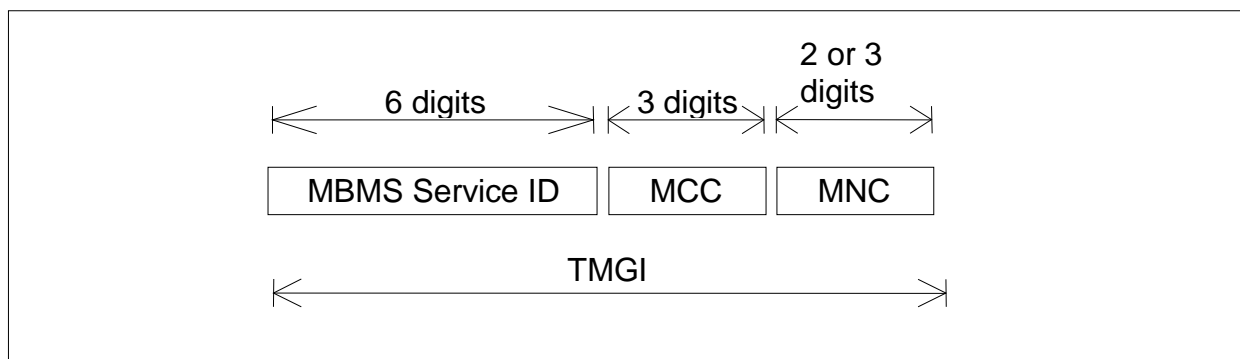 2 or 3
digits
6 digits
3 digits
MBMS Service ID
MCC
MNC
TMGI